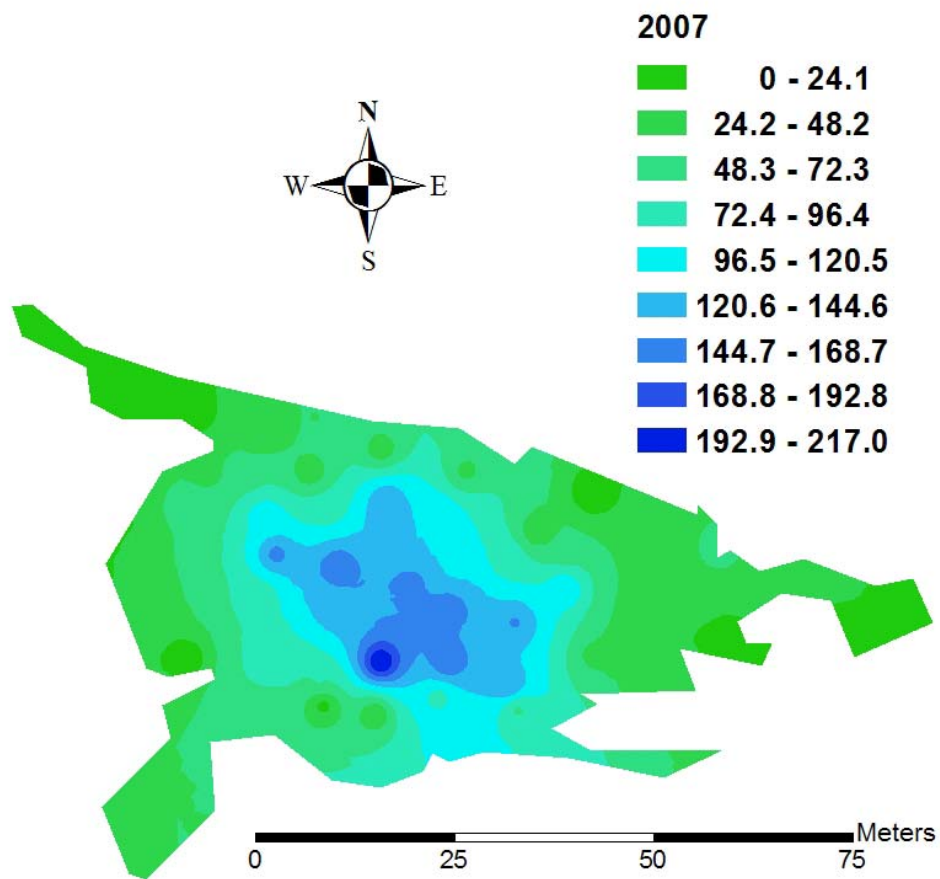 2007
0 - 24.1
24.2 - 48.2
N
48.3 - 72.3
W E
72.4 - 96.4
S
96.5 - 120.5
120.6 - 144.6
144.7 - 168.7
168.8 - 192.8
192.9 - 217.0
Meters
0 25 50 75